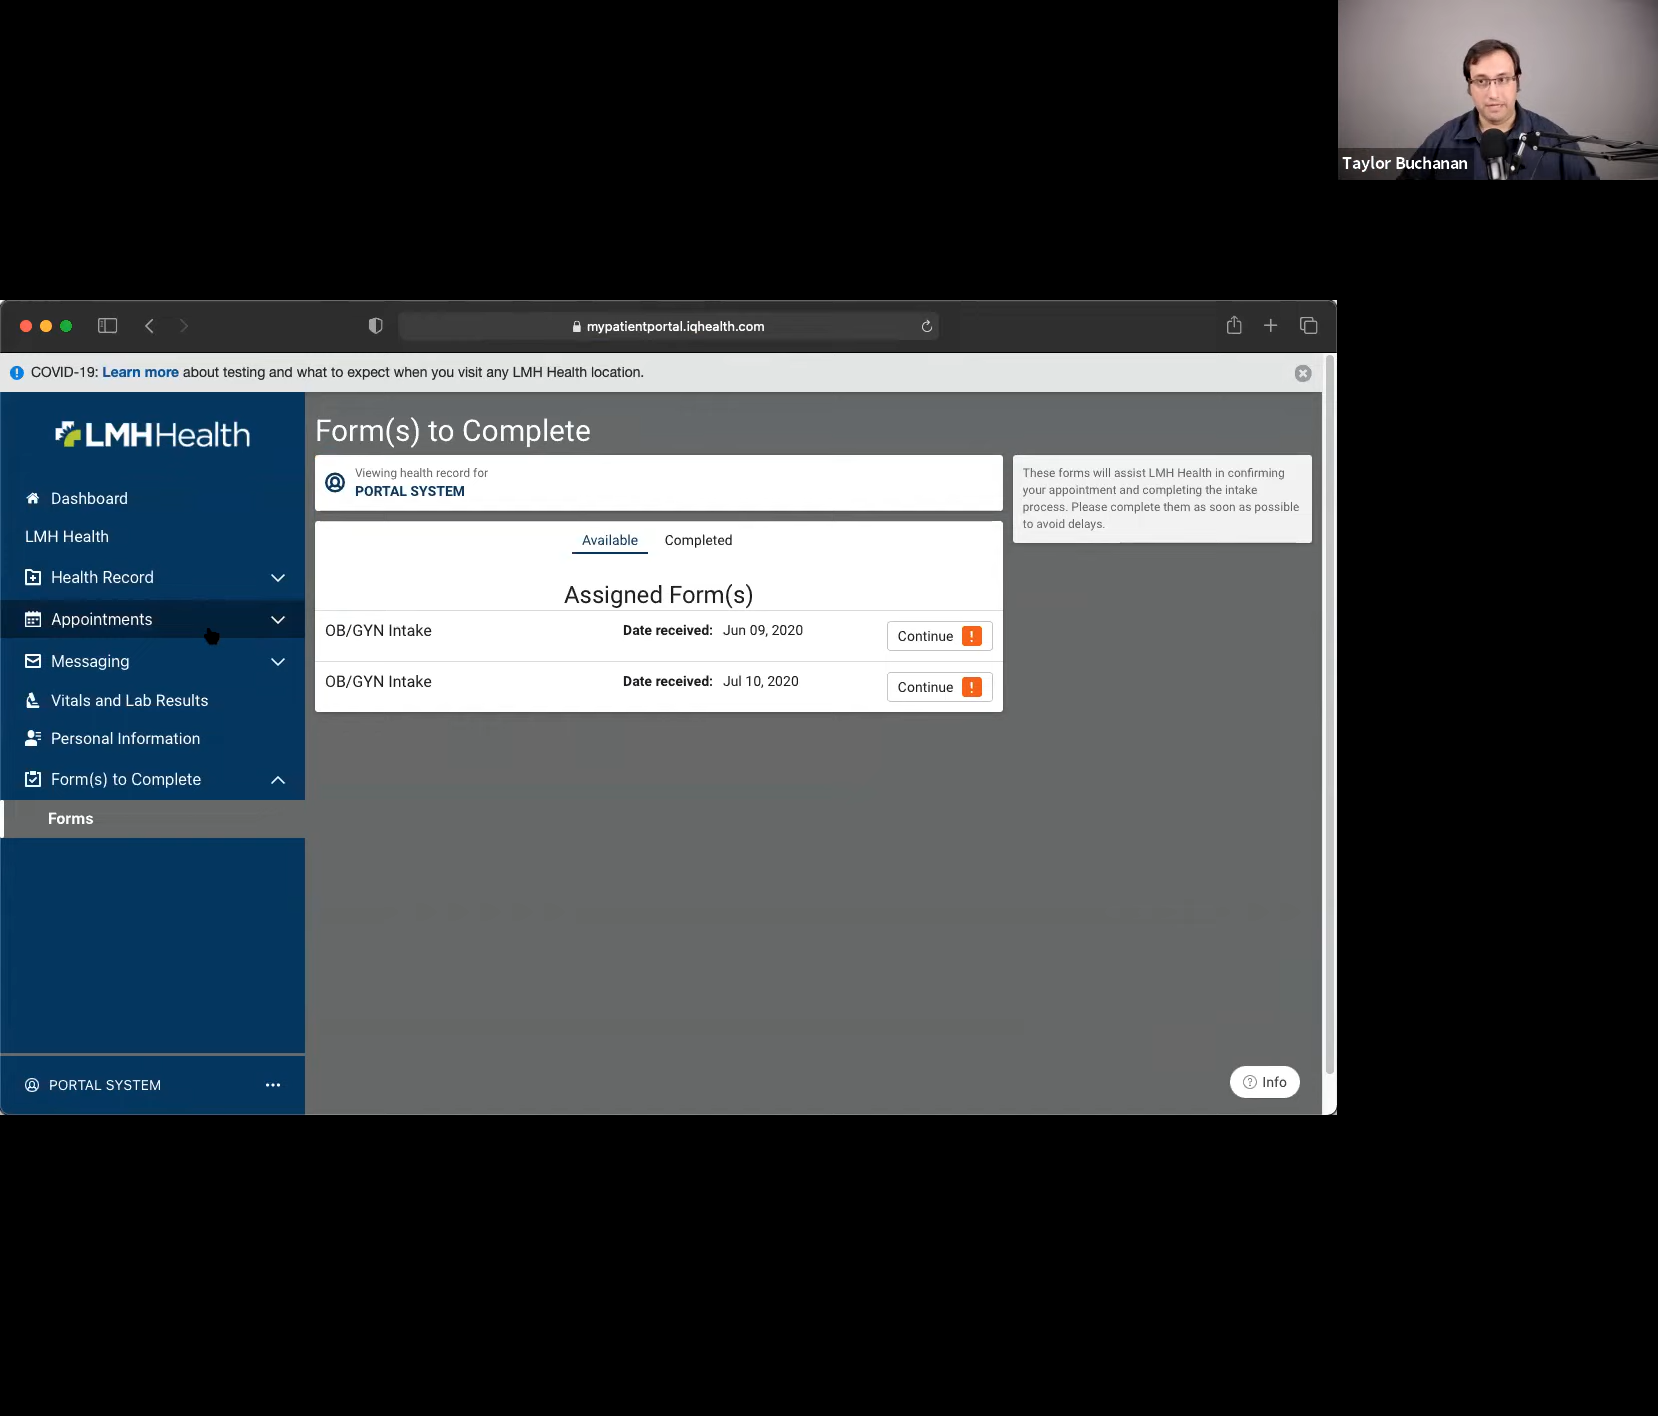 Taylor Buchanan
mypatientportal.iqhealth.com
COVID-19: Learn more about testing and what to expect when you visit any LMH Health location.
LMH Health
Dashboard
LMH Health
Health Record
Appointments
Messaging
Vitals and Lab Results
Personal Information
Form(s) to Complete
Forms
PORTAL SYSTEM
Form(s) to Complete
Viewing health record for
PORTAL SYSTEM
Available Completed
Assigned Form(s)
OB/GYN Intake Date received: Jun 09, 2020 Continue !
OB/GYN Intake Date received: Jul 10, 2020 Continue !
These forms will assist LMH Health in confirming
your appointment and completing the intake
process. Please complete them as soon as possible
to avoid delays.
? Info